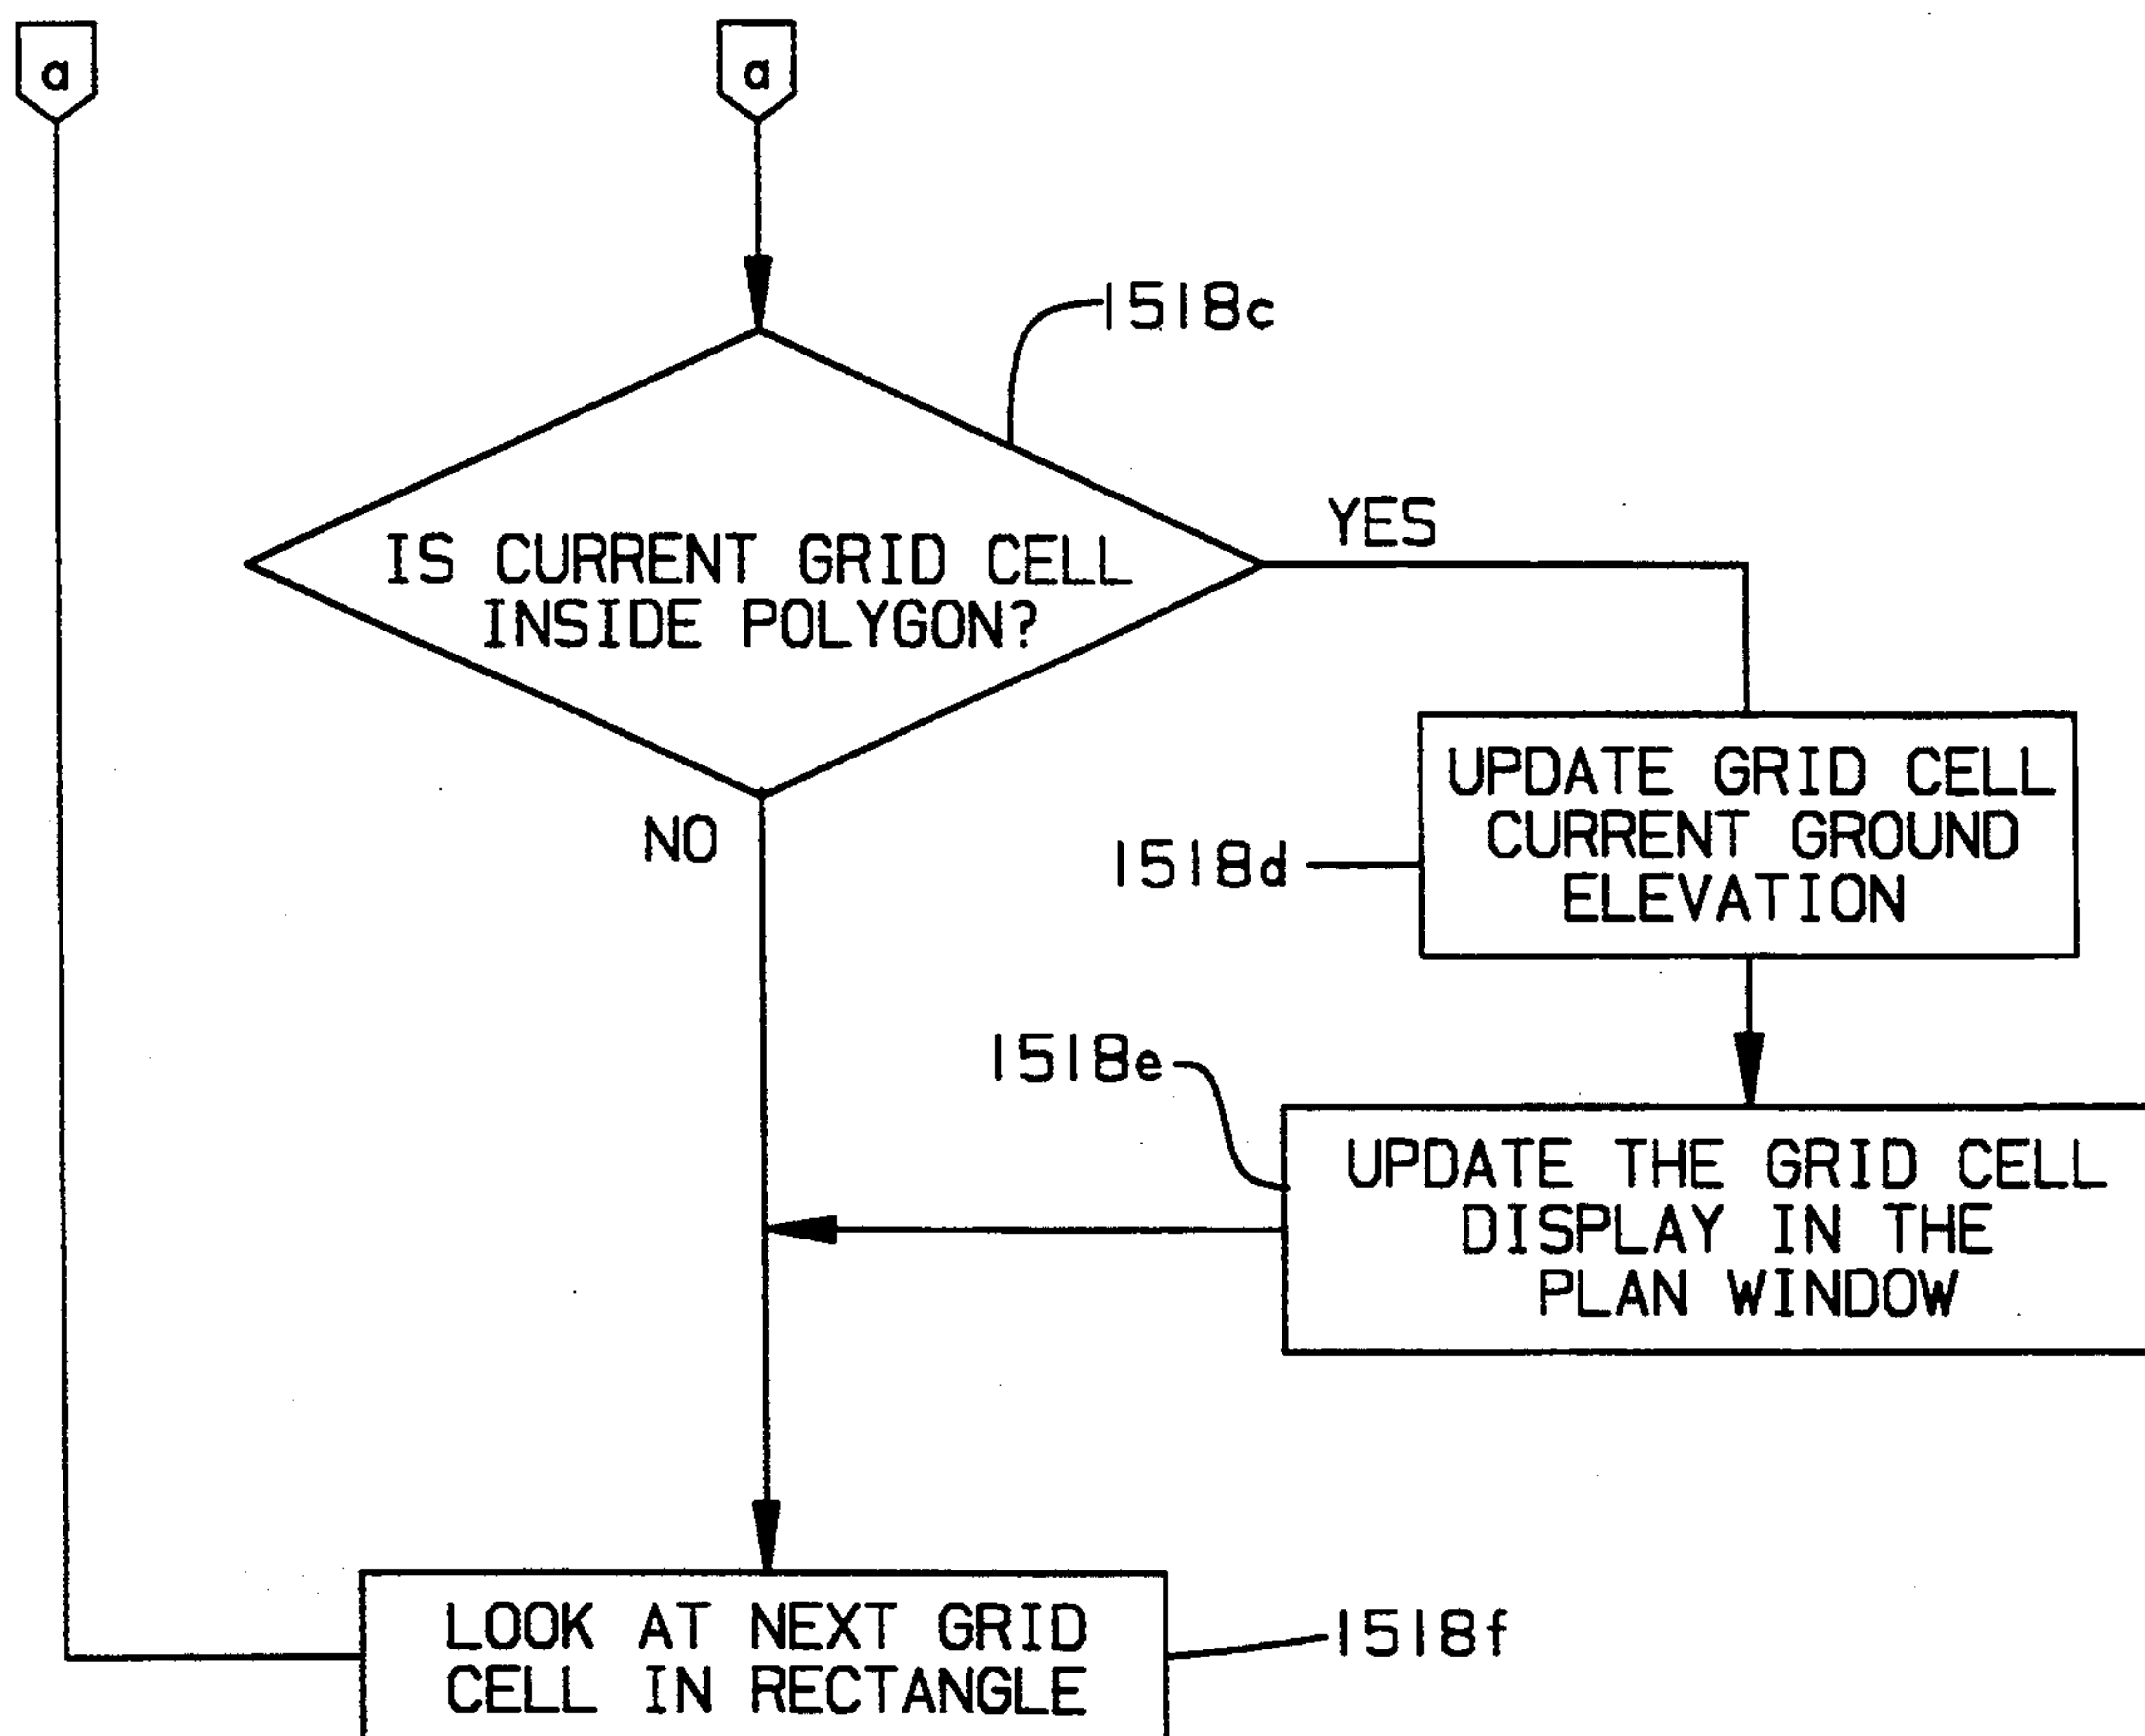 a
a
1518c
IS CURRENT GRID CELL
INSIDE POLYGON?
YES
NO
UPDATE GRID CELL
CURRENT GROUND
ELEVATION
1518d
1518e
UPDATE THE GRID CELL
DISPLAY IN THE
PLAN WINDOW
LOOK AT NEXT GRID
CELL IN RECTANGLE
1518f